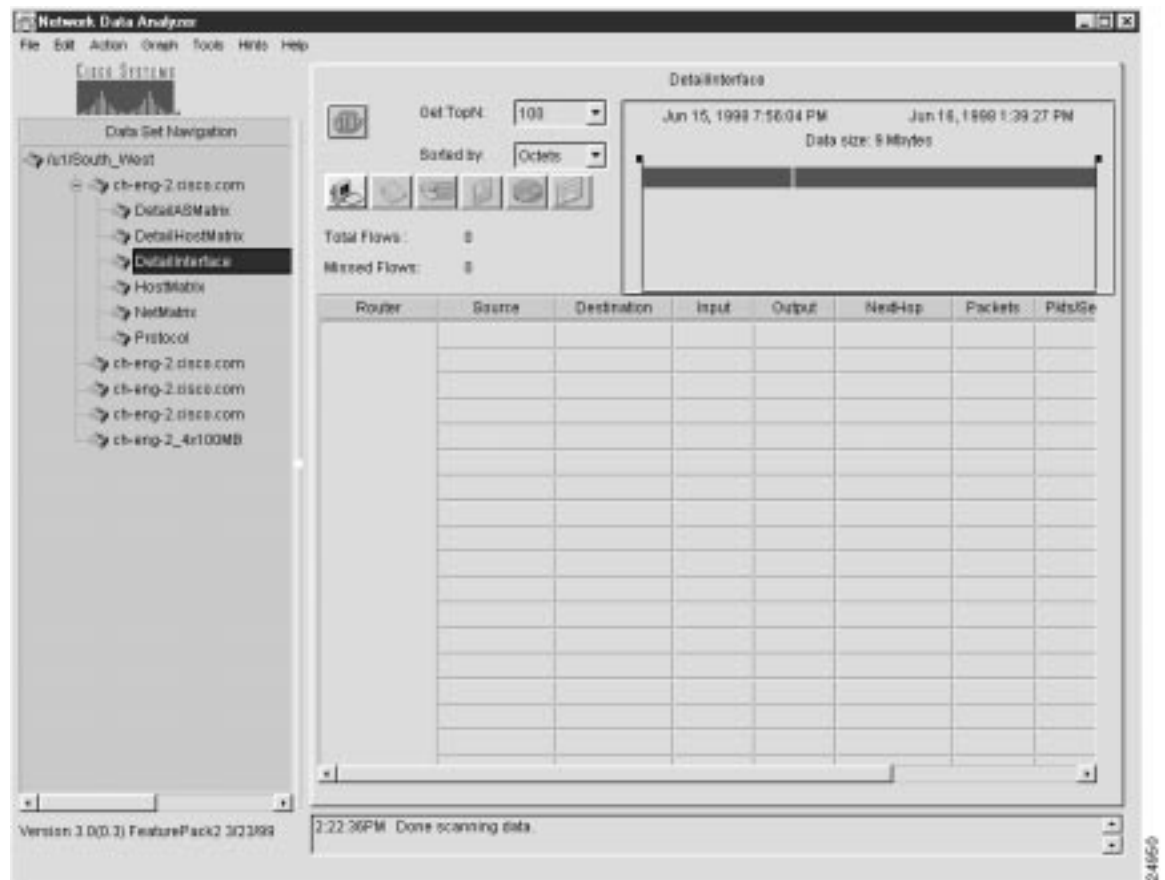 Network Data Analyzer
File Edit Action Graph Tools Hints Help
CISCO SYSTEMS
Data Set Navigation
/u1/South_West
ch-eng-2.cisco.com
DetailASMatrix
DetailHostMatrix
DetailInterface
HostMatrix
NetMatrix
Protocol
ch-eng-2.cisco.com
ch-eng-2.cisco.com
ch-eng-2.cisco.com
ch-eng-2_4x100MB
Version 3.0(0.3) FeaturePack2 3/23/99
DetailInterface
Get TopN: 100
Sorted by: Octets
Total Flows: 0
Missed Flows: 0
Jun 15, 1998 7:56:04 PM Jun 16, 1998 1:39:27 PM
Data size: 9 Mbytes
Router Source Destination Input Output NextHop Packets Pkts/Se
2:22:36PM Done scanning data.
24950